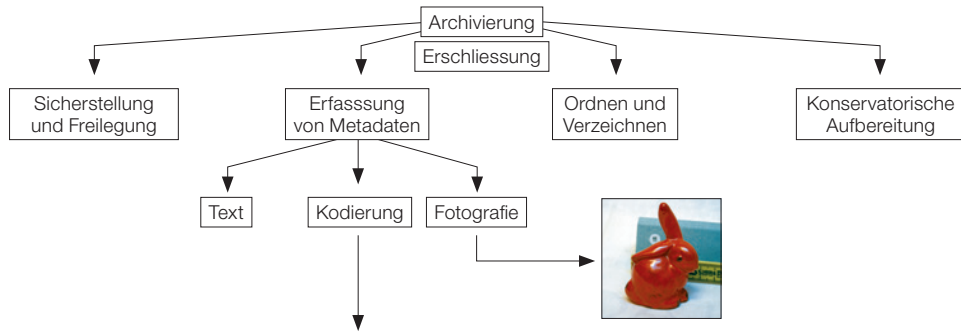 Archivierung
Erschliessung
Sicherstellung
und Freilegung
Erfasssung
von Metadaten
Ordnen und
Verzeichnen
Konservatorische
Aufbereitung
Text
Kodierung
Fotografie